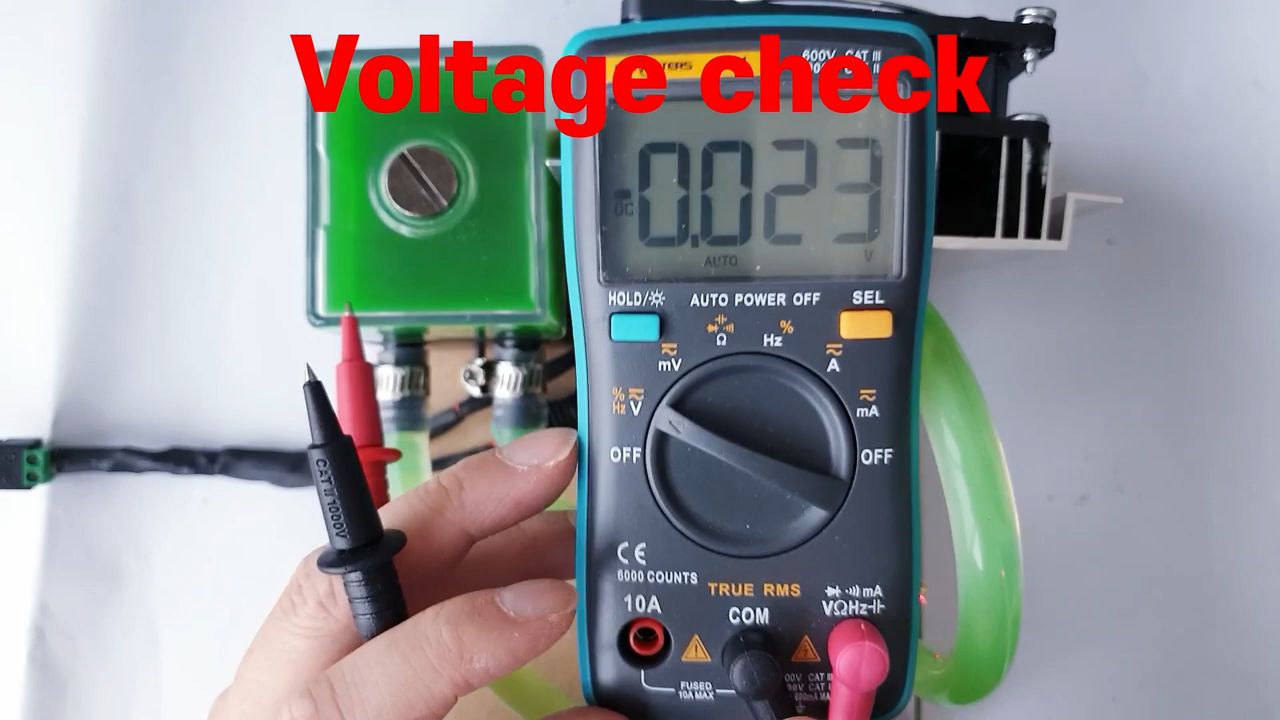 Voltage check
600V CAT III
-0.023
DC
AUTO
V
HOLD/
AUTO POWER OFF
SEL
Ω
Hz
%
mV
A
%
Hz
V
mA
OFF
OFF
CAT II 1000V
CE
6000 COUNTS
TRUE RMS
10A
COM
mA
VΩHz
FUSED
10A MAX